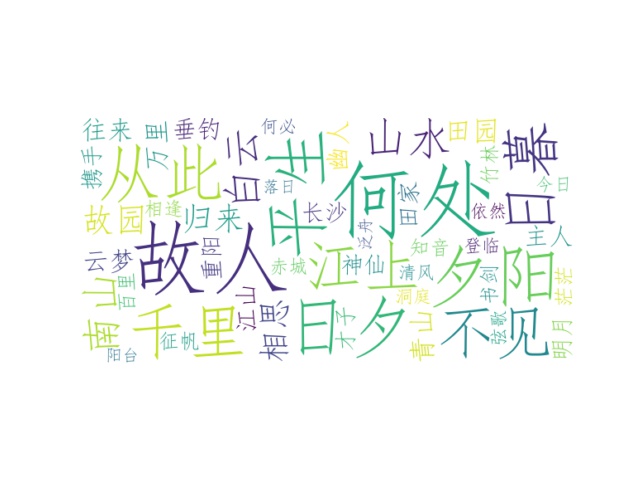 往来
万里
垂钓
何必
幽人
山水
田园
日暮
携手
从此
白云
平生
何处
竹林
今日
落日
故园
相逢
归来
长沙
泛舟
田家
依然
主人
云梦
故人
重阳
赤城
江上
知音
登临
夕阳
神仙
清风
书剑
茫茫
南山
百里
千里
江山
相思
日夕
才子
洞庭
青山
不见
弦歌
明月
阳台
征帆